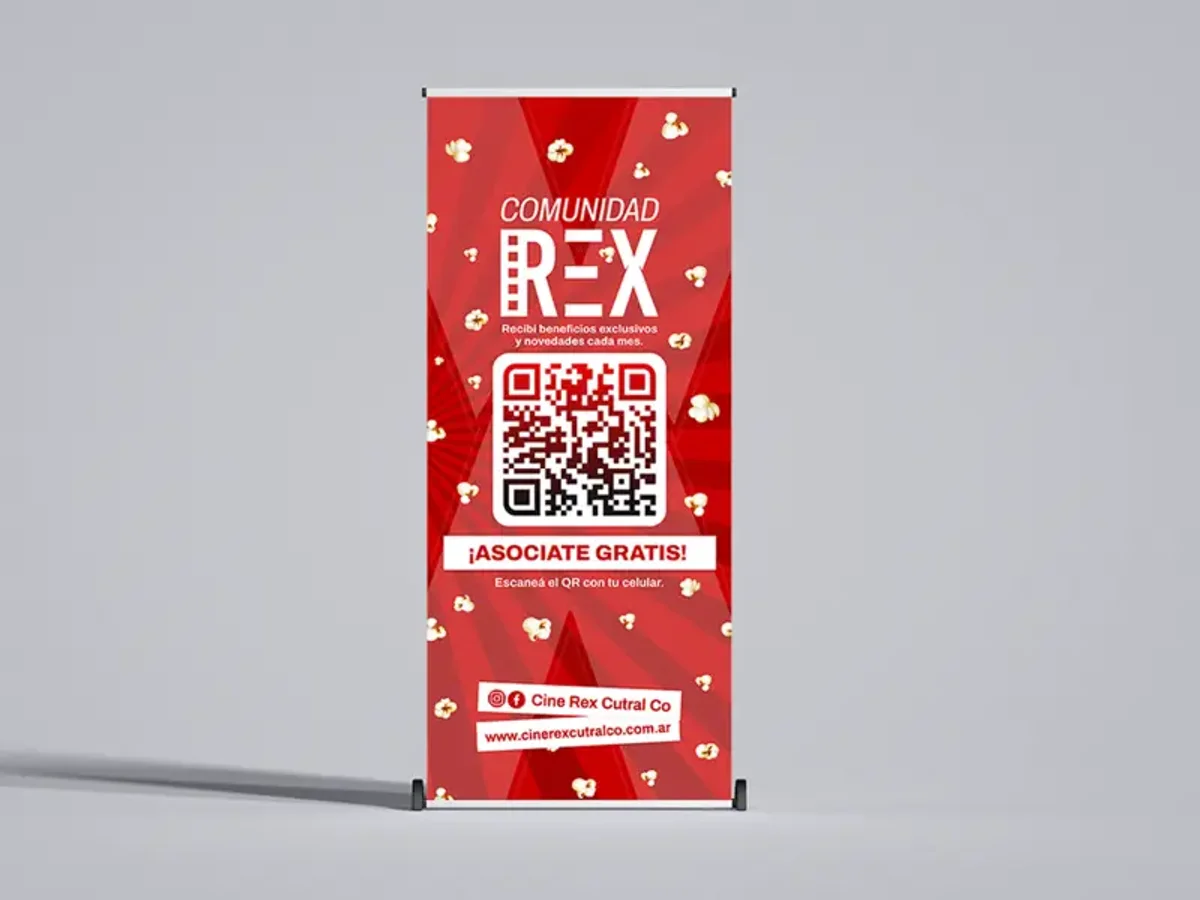 COMUNIDAD
REX
Recibí beneficios exclusivos
y novedades cada mes.
¡ASOCIATE GRATIS!
Escaneá el QR con tu celular.
Cine Rex Cutral Co
www.cinerexcutralco.com.ar